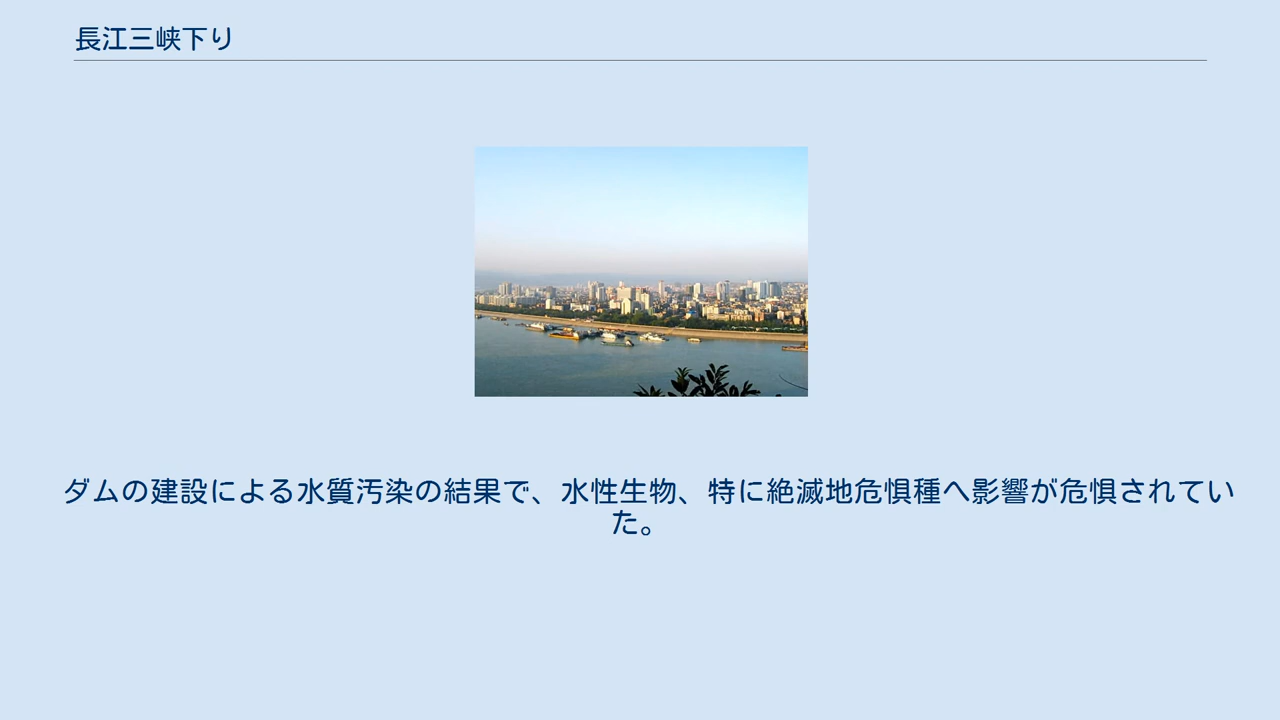 長江三峡下り
ダムの建設による水質汚染の結果で、水性生物、特に絶滅地危惧種へ影響が危惧されてい
た。